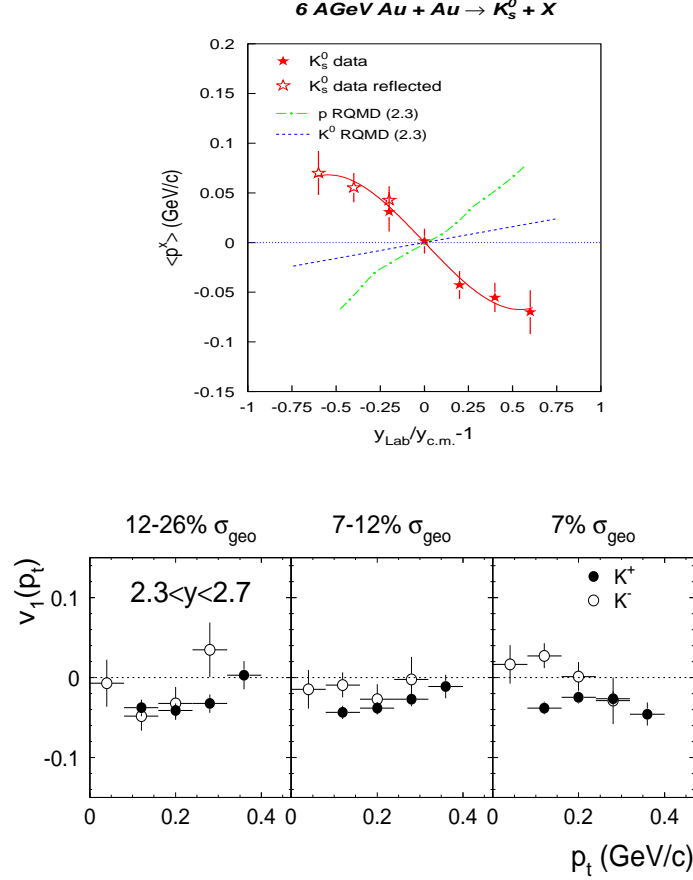 6 AGeV Au + Au → K⁰ₛ + X
K⁰ₛ data
K⁰ₛ data reflected
p RQMD (2.3)
K⁰ RQMD (2.3)
<pˣ> (GeV/c)
0.2
0.15
0.1
0.05
0
-0.05
-0.1
-0.15
-1 -0.75 -0.5 -0.25 0 0.25 0.5 0.75 1
y_Lab/y_c.m.-1
12-26% σ_geo 7-12% σ_geo 7% σ_geo
v₁(pₜ)
2.3<y<2.7
K⁺
K⁻
0.1
0
-0.1
0 0.2 0.4 0 0.2 0.4 0 0.2 0.4
pₜ (GeV/c)